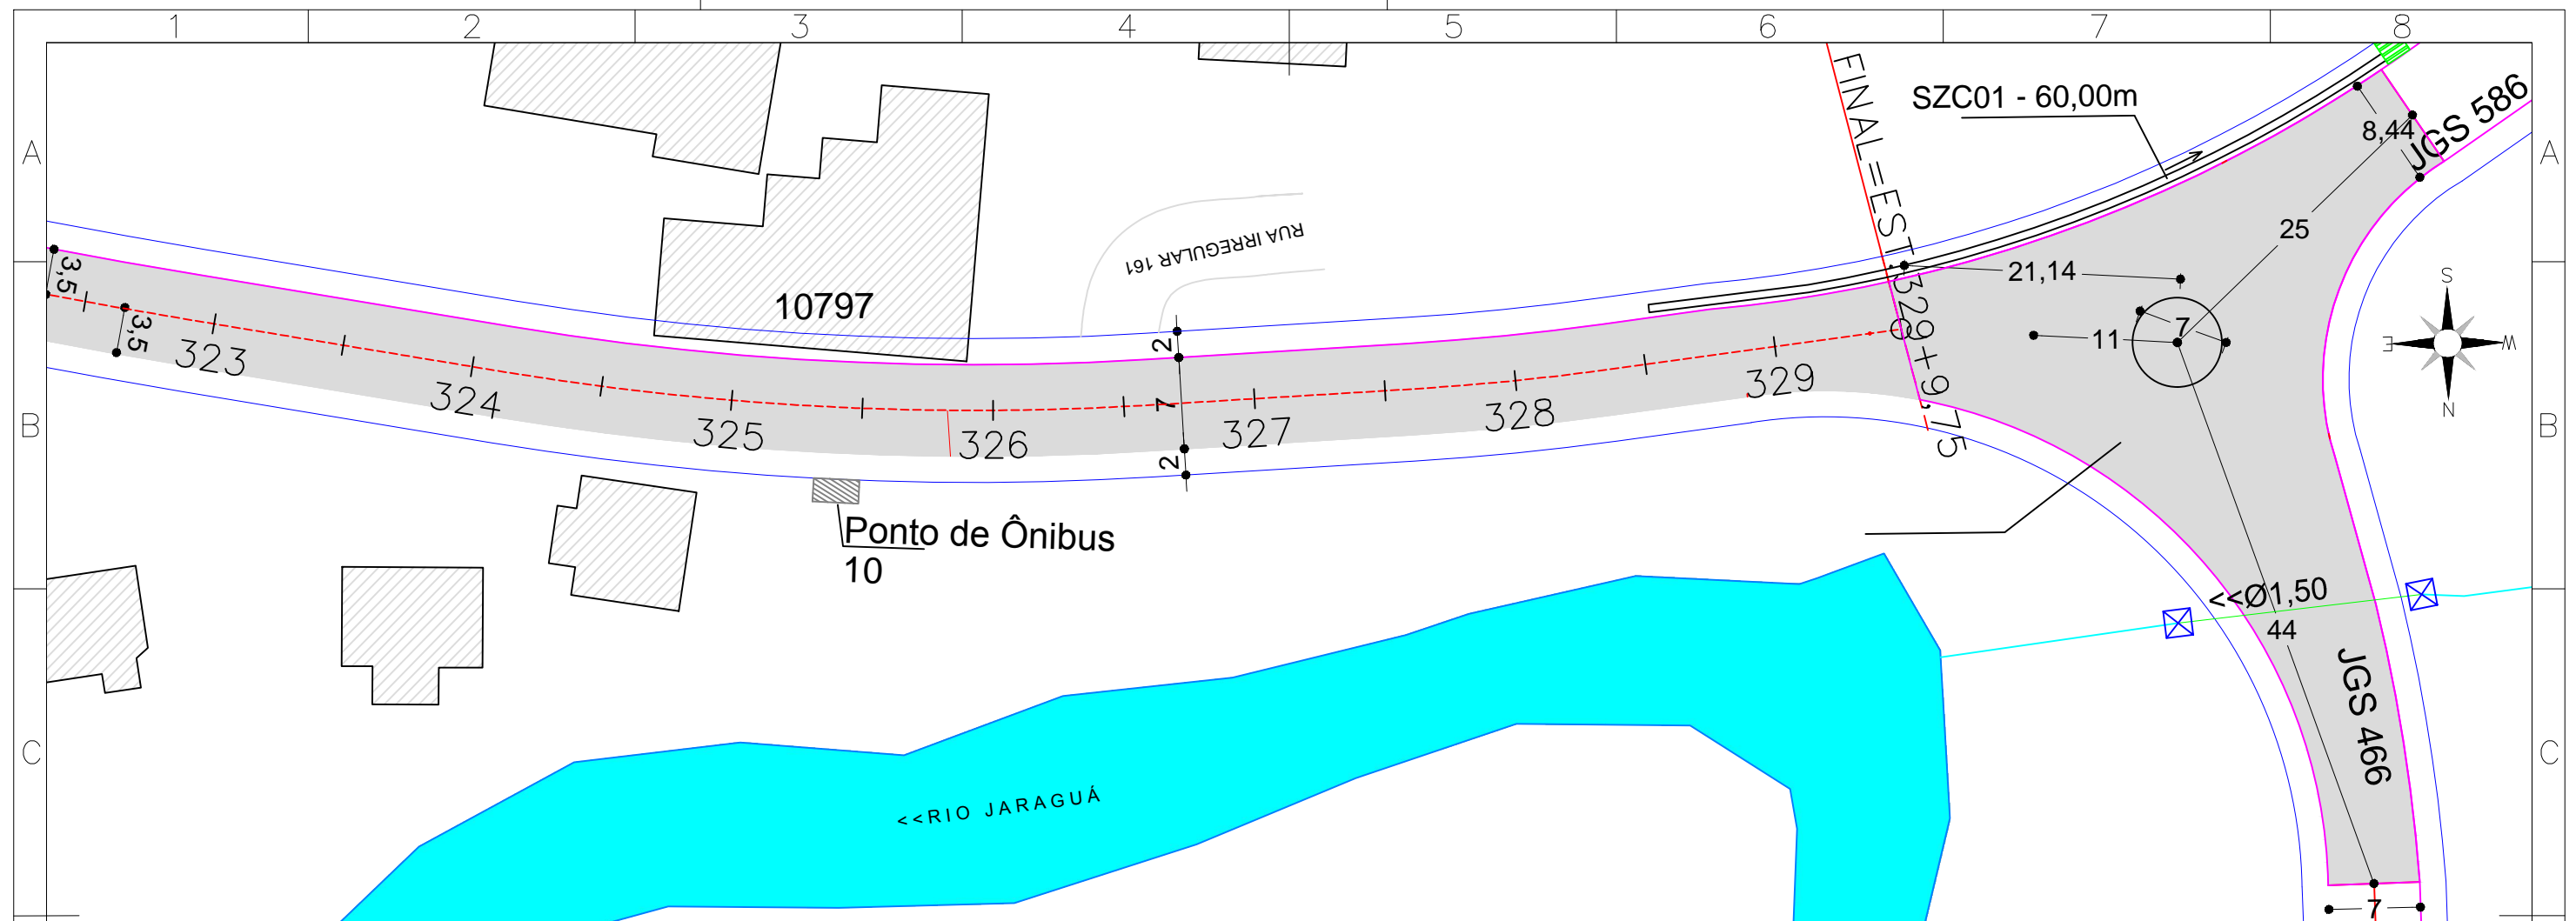 1 2 3 4 5 6 7 8
A A
B B
C C
FINAL=EST.329+9,75
0
SZC01 - 60,00m
8,44
JGS 586
25
21,14
11
7
RUA IRREGULAR 161
10797
3,5
3,5
323
324
325
326
327
328
329
2
7
2
S
E W
N
Ponto de Ônibus
10
<<Ø1,50
44
JGS 466
<<RIO JARAGUÁ
7